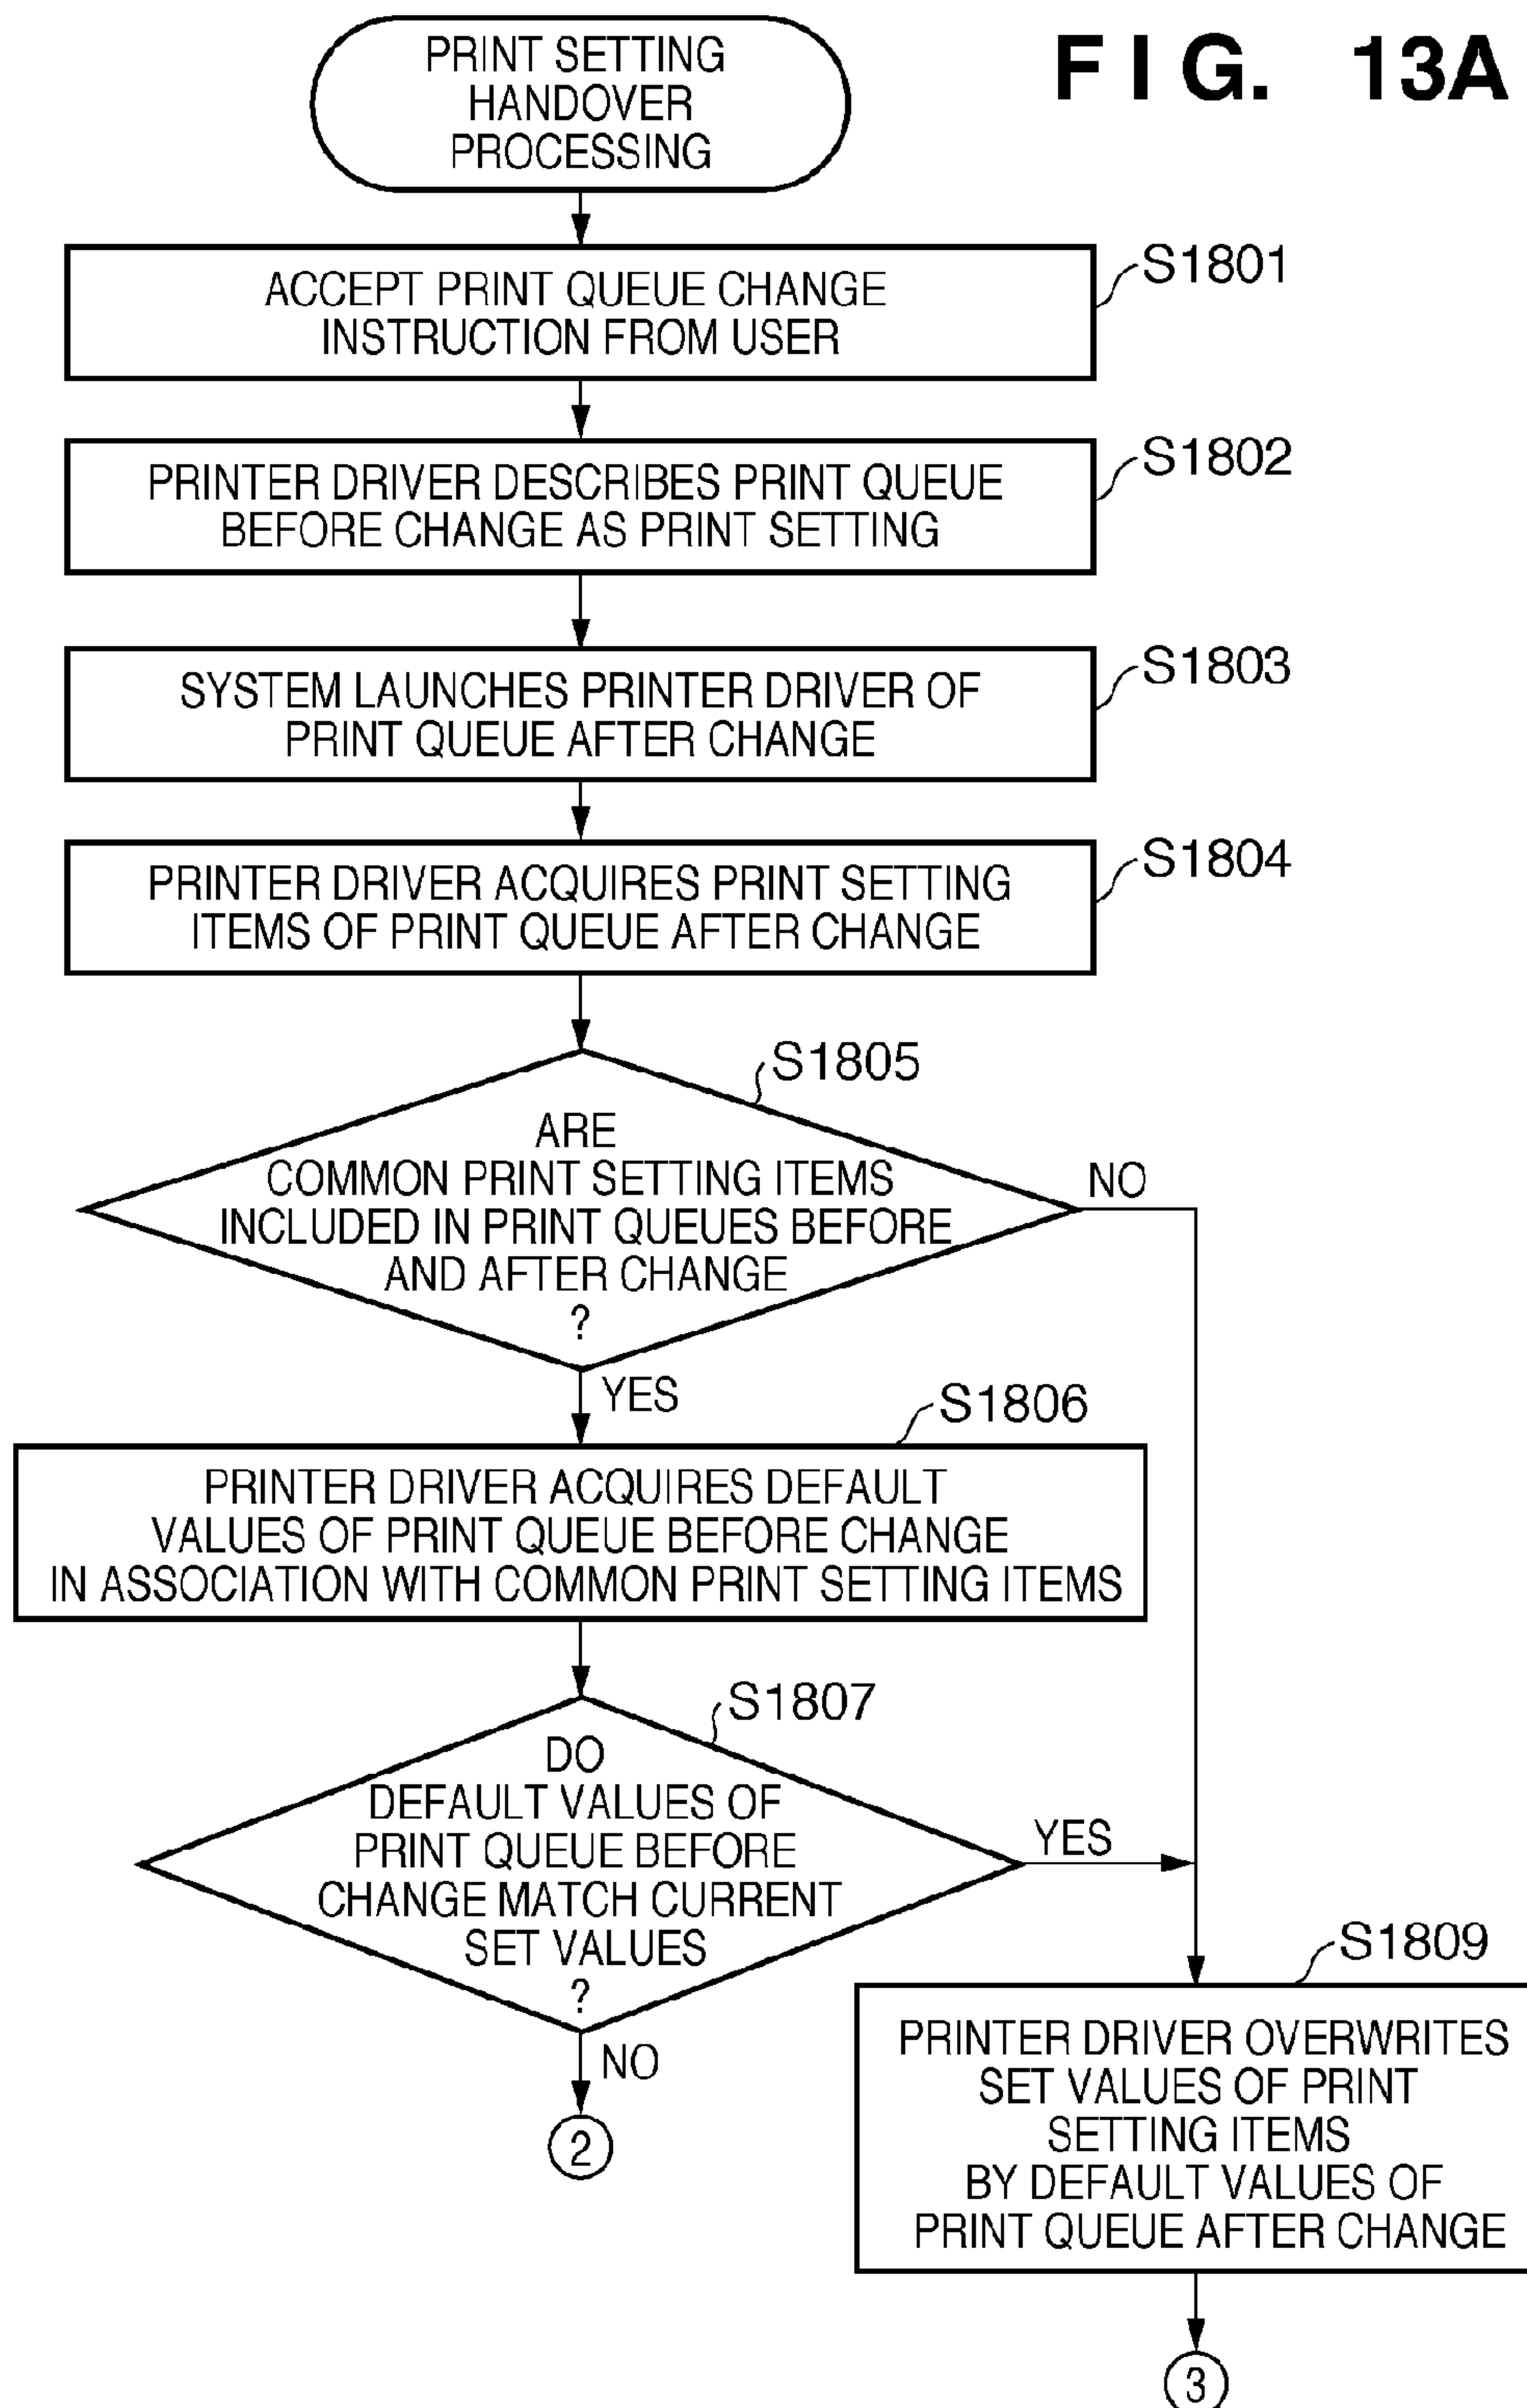 FIG. 13A
PRINT SETTING
HANDOVER
PROCESSING
S1801
ACCEPT PRINT QUEUE CHANGE
INSTRUCTION FROM USER
S1802
PRINTER DRIVER DESCRIBES PRINT QUEUE
BEFORE CHANGE AS PRINT SETTING
S1803
SYSTEM LAUNCHES PRINTER DRIVER OF
PRINT QUEUE AFTER CHANGE
S1804
PRINTER DRIVER ACQUIRES PRINT SETTING
ITEMS OF PRINT QUEUE AFTER CHANGE
S1805
ARE
COMMON PRINT SETTING ITEMS
INCLUDED IN PRINT QUEUES BEFORE
AND AFTER CHANGE
?
NO
YES
S1806
PRINTER DRIVER ACQUIRES DEFAULT
VALUES OF PRINT QUEUE BEFORE CHANGE
IN ASSOCIATION WITH COMMON PRINT SETTING ITEMS
S1807
DO
DEFAULT VALUES OF
PRINT QUEUE BEFORE
CHANGE MATCH CURRENT
SET VALUES
?
YES
NO
2
S1809
PRINTER DRIVER OVERWRITES
SET VALUES OF PRINT
SETTING ITEMS
BY DEFAULT VALUES OF
PRINT QUEUE AFTER CHANGE
3